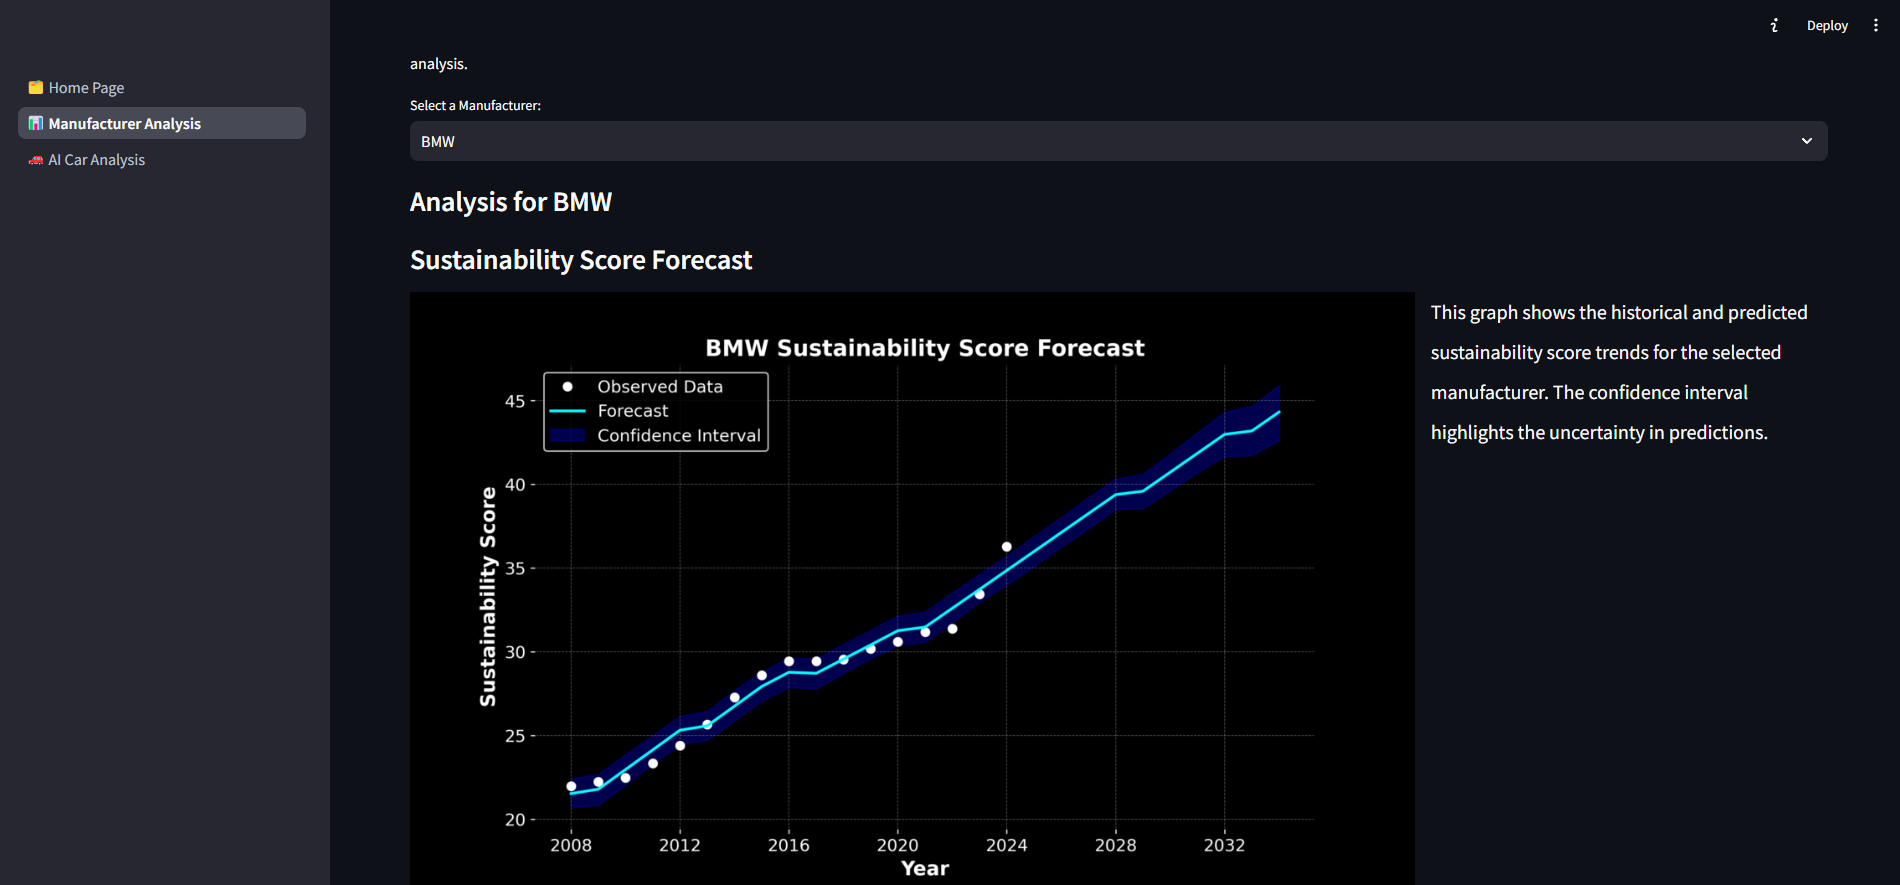 Deploy
Home Page
Manufacturer Analysis
AI Car Analysis
analysis.
Select a Manufacturer:
BMW
Analysis for BMW
Sustainability Score Forecast
BMW Sustainability Score Forecast
Observed Data
Forecast
Confidence Interval
Sustainability Score
45
40
35
30
25
20
2008 2012 2016 2020 2024 2028 2032
Year
This graph shows the historical and predicted
sustainability score trends for the selected
manufacturer. The confidence interval
highlights the uncertainty in predictions.